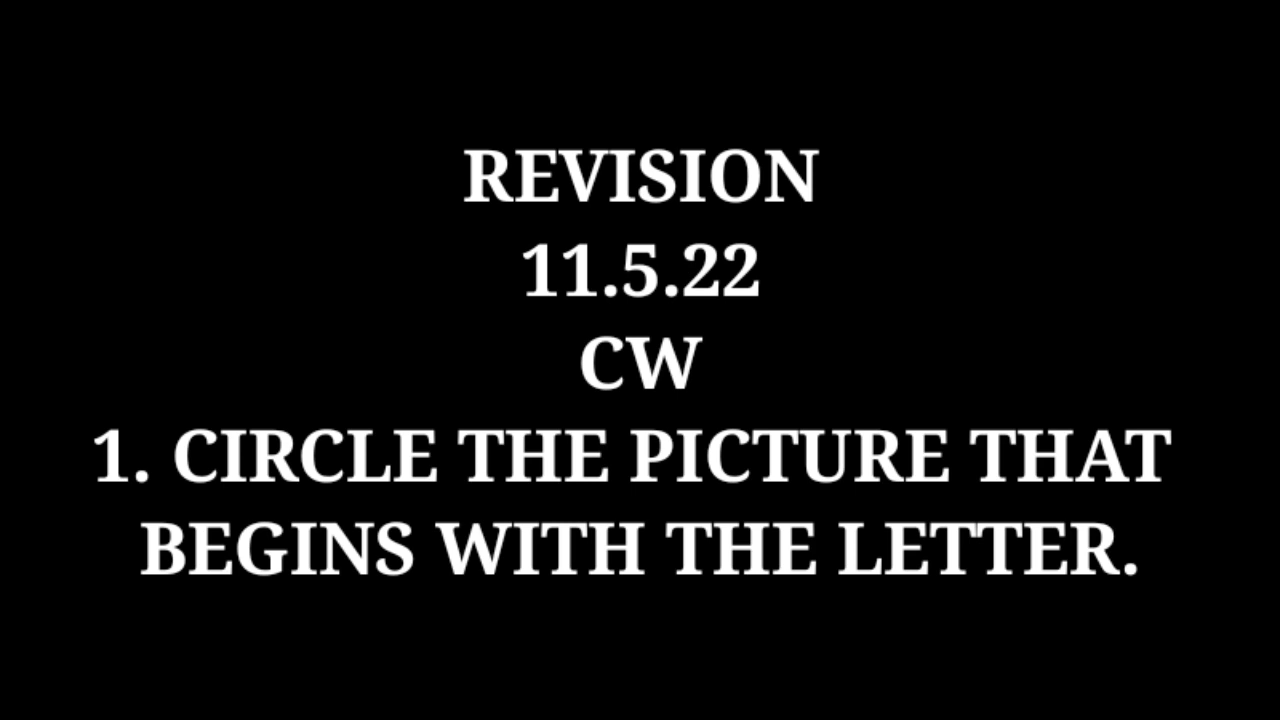 REVISION
11.5.22
CW
1. CIRCLE THE PICTURE THAT
BEGINS WITH THE LETTER.